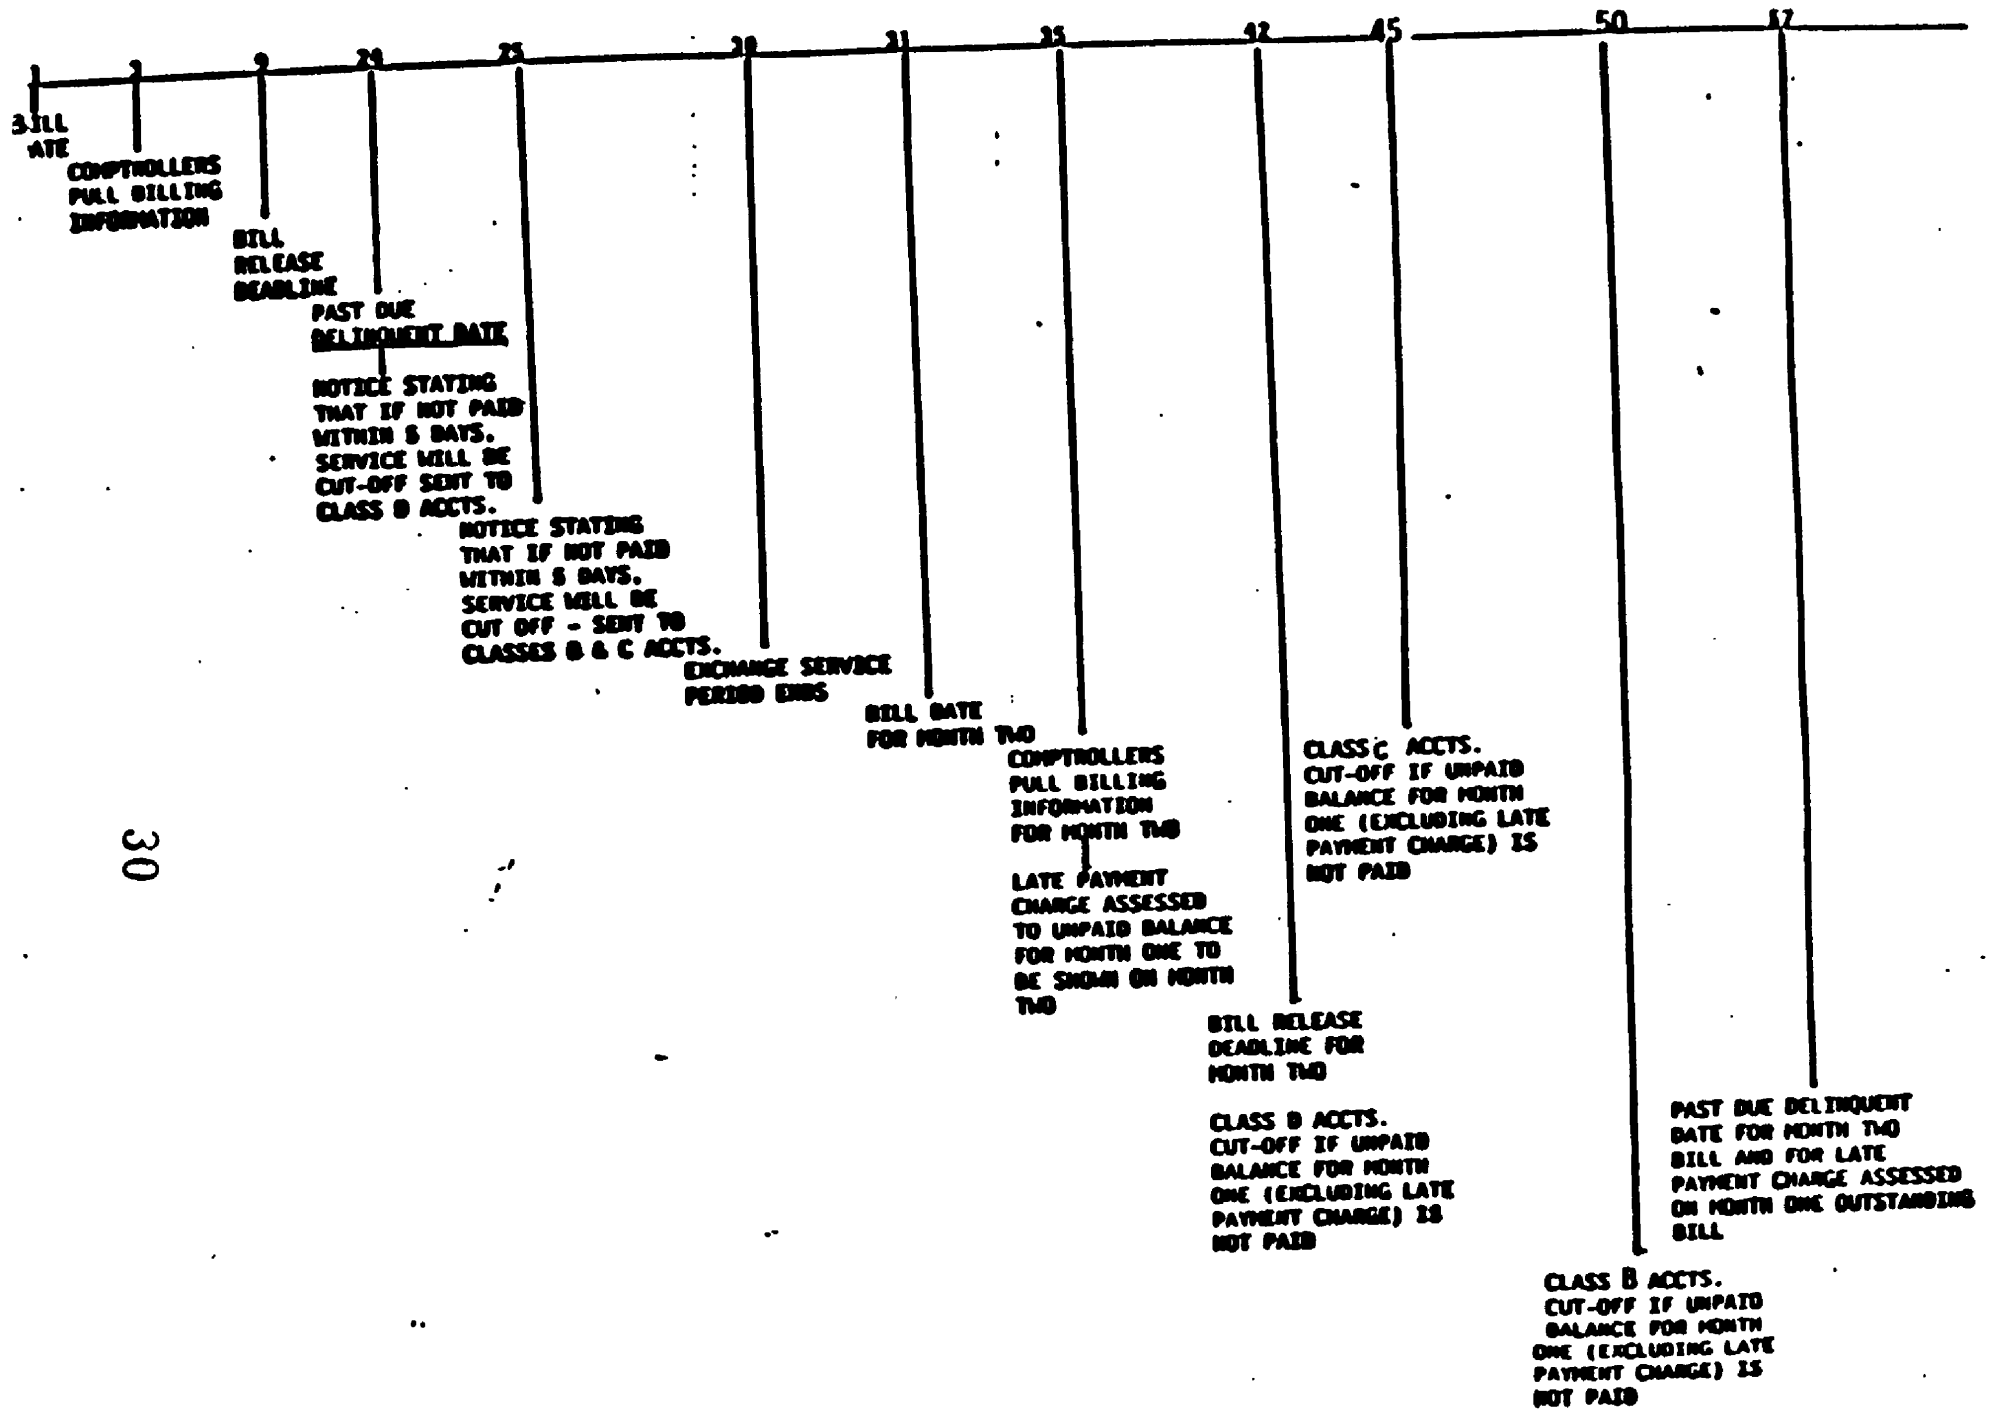 1 3 9 24 25 30 31 35 42 45 50 57
BILL
ATE
COMPTROLLERS
PULL BILLING
INFORMATION
BILL
RELEASE
DEADLINE
PAST DUE
DELINQUENT DATE
NOTICE STATING
THAT IF NOT PAID
WITHIN 5 DAYS.
SERVICE WILL BE
CUT-OFF SENT TO
CLASS D ACCTS.
NOTICE STATING
THAT IF NOT PAID
WITHIN 5 DAYS.
SERVICE WILL BE
CUT OFF - SENT TO
CLASSES B & C ACCTS.
EXCHANGE SERVICE
PERIOD ENDS
BILL DATE
FOR MONTH TWO
COMPTROLLERS
PULL BILLING
INFORMATION
FOR MONTH TWO
LATE PAYMENT
CHARGE ASSESSED
TO UNPAID BALANCE
FOR MONTH ONE TO
BE SHOWN ON MONTH
TWO
BILL RELEASE
DEADLINE FOR
MONTH TWO
CLASS D ACCTS.
CUT-OFF IF UNPAID
BALANCE FOR MONTH
ONE (EXCLUDING LATE
PAYMENT CHARGE) IS
NOT PAID
CLASS C ACCTS.
CUT-OFF IF UNPAID
BALANCE FOR MONTH
ONE (EXCLUDING LATE
PAYMENT CHARGE) IS
NOT PAID
CLASS B ACCTS.
CUT-OFF IF UNPAID
BALANCE FOR MONTH
ONE (EXCLUDING LATE
PAYMENT CHARGE) IS
NOT PAID
PAST DUE DELINQUENT
DATE FOR MONTH TWO
BILL AND FOR LATE
PAYMENT CHARGE ASSESSED
ON MONTH ONE OUTSTANDING
BILL
30